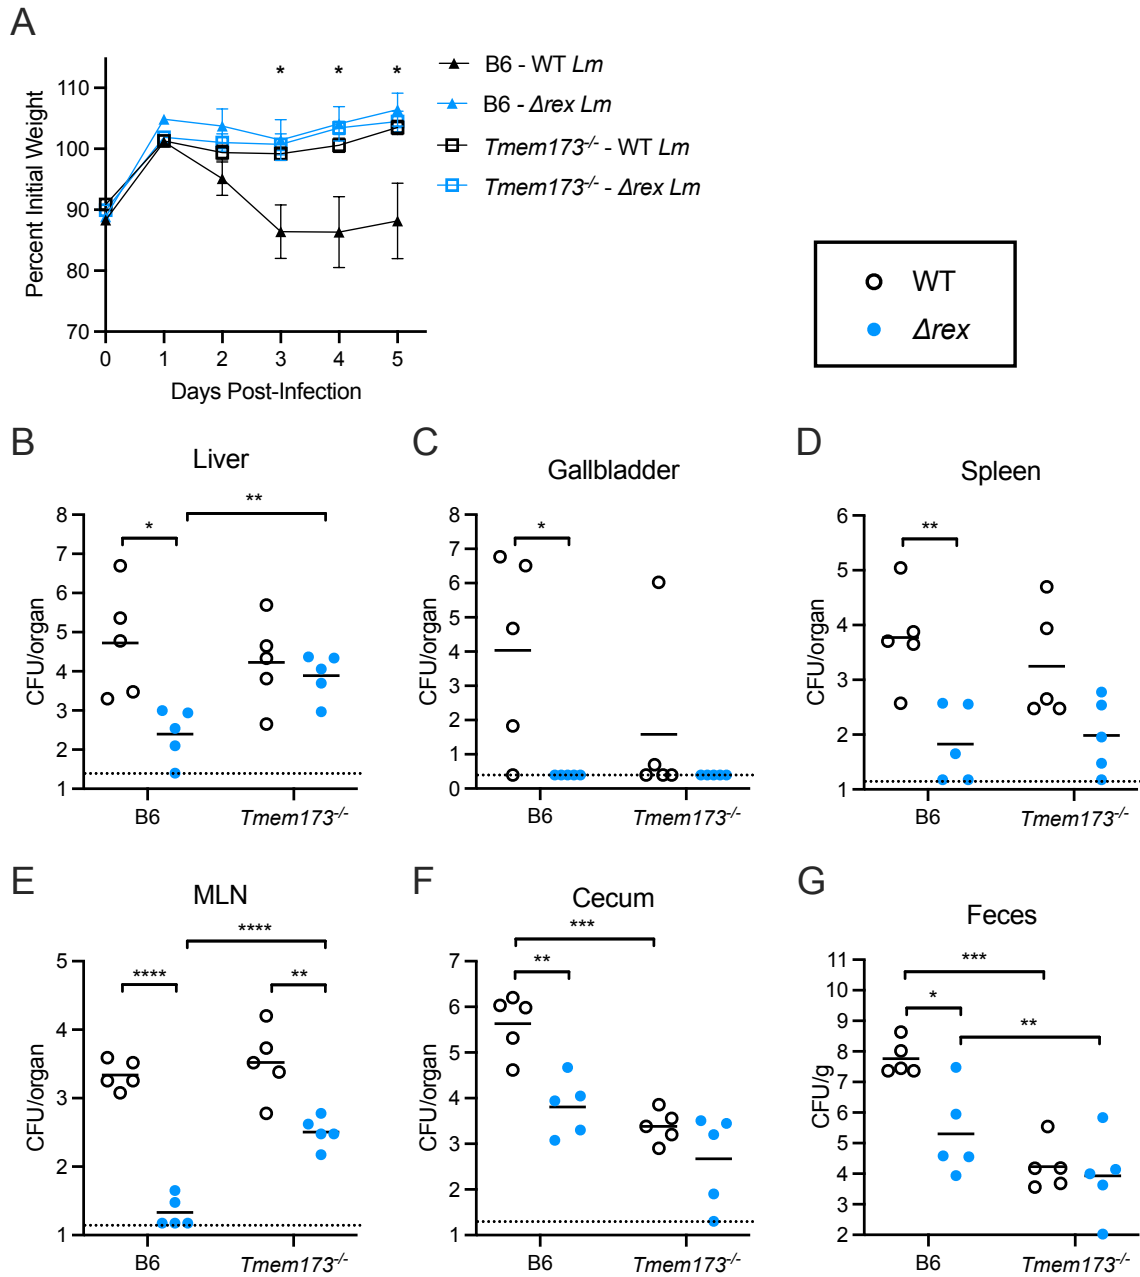 A
Percent Initial Weight
110
100
90
80
70
* * *
0 1 2 3 4 5
Days Post-Infection
B6 - WT Lm
B6 - Δrex Lm
Tmem173-/- - WT Lm
Tmem173-/- - Δrex Lm
WT
Δrex
B
Liver
CFU/organ
8
7
6
5
4
3
2
1
*
**
B6 Tmem173-/-
C
Gallbladder
CFU/organ
8
7
6
5
4
3
2
1
0
*
B6 Tmem173-/-
D
Spleen
CFU/organ
6
5
4
3
2
1
**
B6 Tmem173-/-
E
MLN
CFU/organ
5
4
3
2
1
****
****
**
B6 Tmem173-/-
F
Cecum
CFU/organ
7
6
5
4
3
2
1
***
**
B6 Tmem173-/-
G
Feces
CFU/g
11
10
9
8
7
6
5
4
3
2
***
*
**
B6 Tmem173-/-